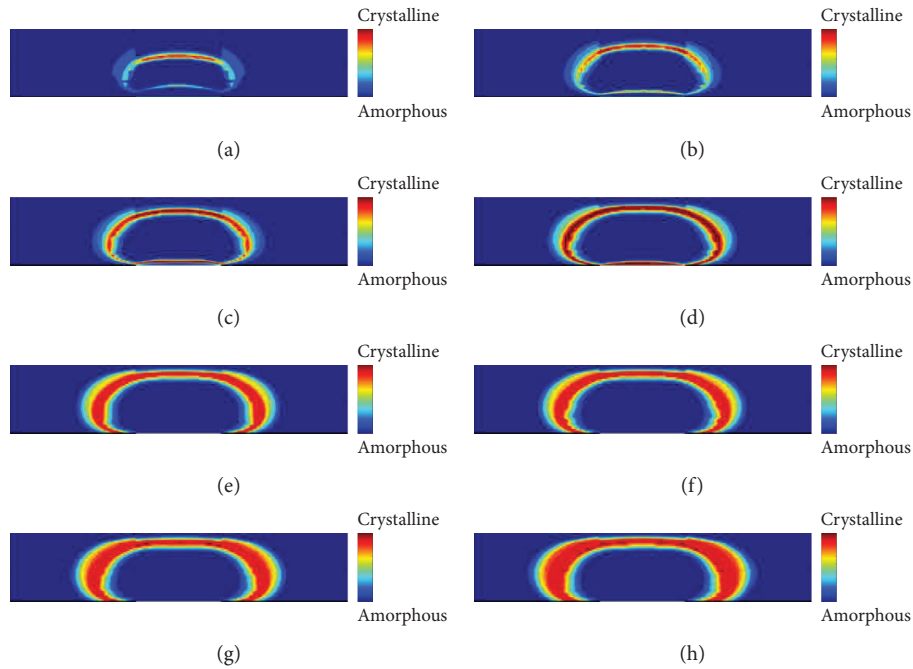 Crystalline
Crystalline
Amorphous
Amorphous
(a)
(b)
Crystalline
Crystalline
Amorphous
Amorphous
(c)
(d)
Crystalline
Crystalline
Amorphous
Amorphous
(e)
(f)
Crystalline
Crystalline
Amorphous
Amorphous
(g)
(h)